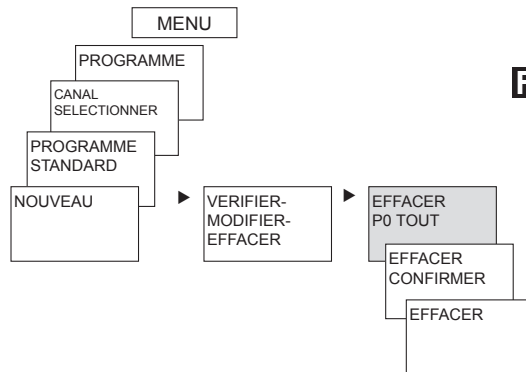 MENU
PROGRAMME
CANAL
SELECTIONNER
PROGRAMME
STANDARD
NOUVEAU
VERIFIER-
MODIFIER-
EFFACER
EFFACER
P0 TOUT
EFFACER
CONFIRMER
EFFACER